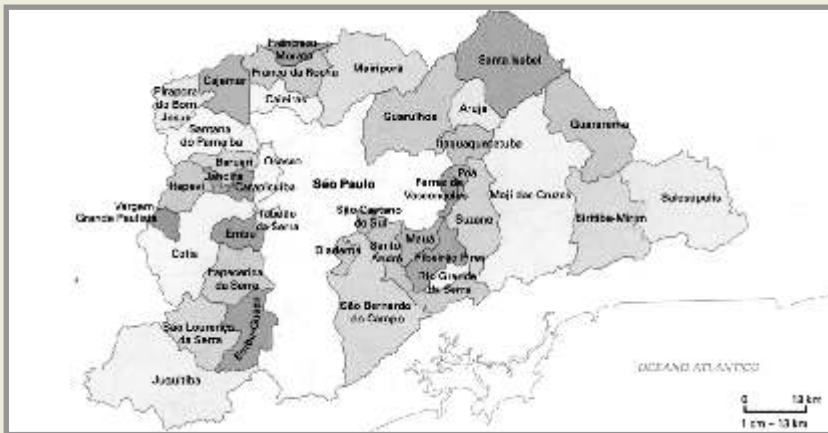 Francisco
Morato
Franco da Rocha
Mairiporã
Santa Isabel
Cajamar
Pirapora
do Bom
Jesus
Caieiras
Guarulhos
Arujá
Guararema
Santana
do Parnaíba
Itaquaquecetuba
Barueri
Osasco
Jandira
Carapicuíba
Itapevi
São Paulo
Poá
Ferraz de
Vasconcelos
Moji das Cruzes
Salesópolis
Vargem
Grande Paulista
Taboão
da Serra
São Caetano
do Sul
Suzano
Biritiba-Mirim
Embu
Cotia
Diadema
Santo
André
Mauá
Ribeirão Pires
Itapecerica
da Serra
Rio Grande
da Serra
São Bernardo
do Campo
São Lourenço
da Serra
Embu-Guaçu
Juquitiba
OCEANO ATLÂNTICO
0 13 km
1 cm – 13 km